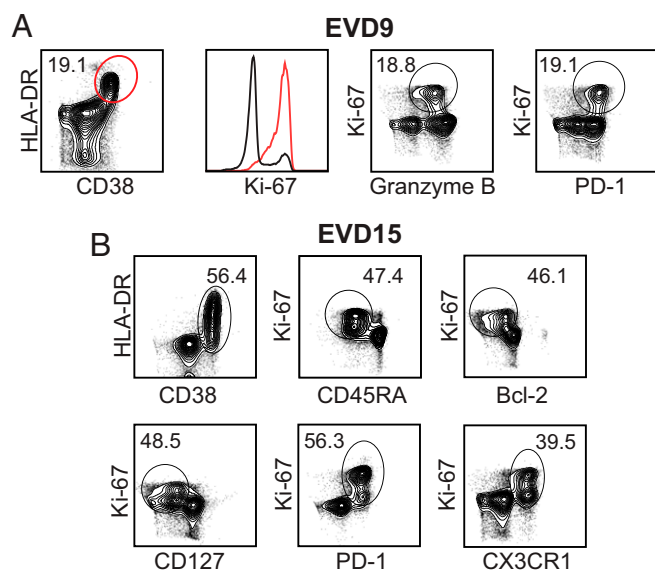 A
EVD9
19.1
HLA-DR
CD38
Ki-67
18.8
Ki-67
Granzyme B
19.1
Ki-67
PD-1
B
EVD15
56.4
HLA-DR
CD38
47.4
Ki-67
CD45RA
46.1
Ki-67
Bcl-2
48.5
Ki-67
CD127
56.3
Ki-67
PD-1
39.5
Ki-67
CX3CR1